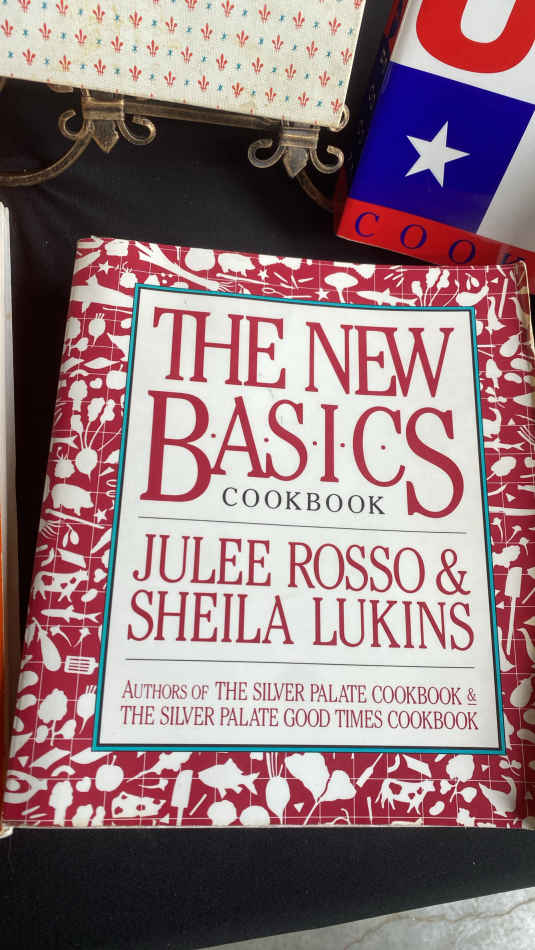 COOK
THE NEW
B·A·S·I·C·S
COOKBOOK
JULEE ROSSO &
SHEILA LUKINS
AUTHORS OF THE SILVER PALATE COOKBOOK &
THE SILVER PALATE GOOD TIMES COOKBOOK